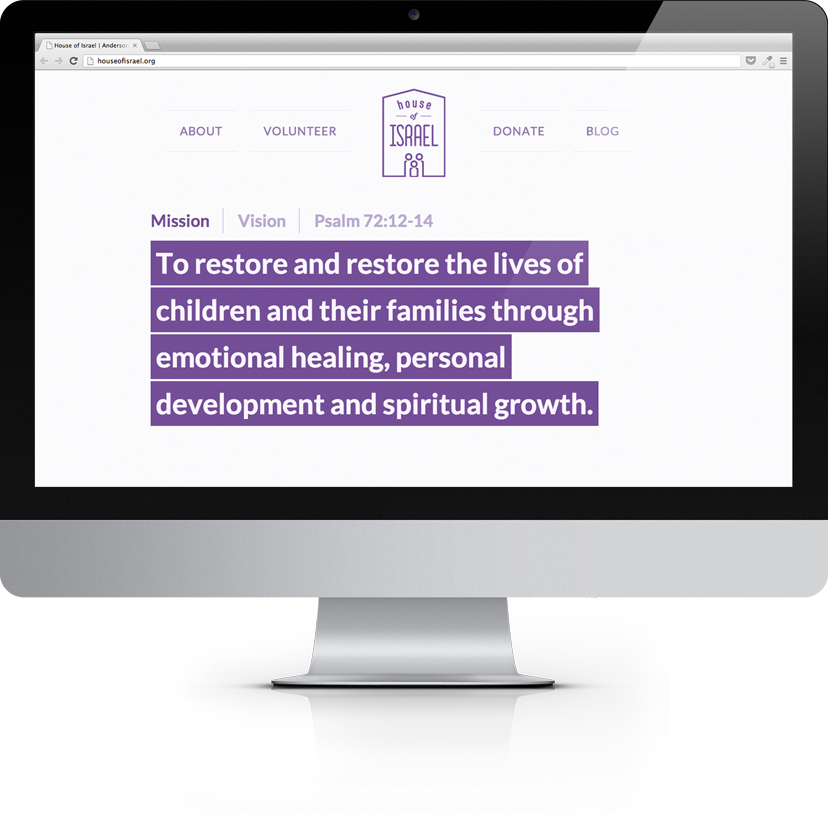 House of Israel | Anderson
houseofisrael.org
ABOUT
VOLUNTEER
house
of
ISRAEL
DONATE
BLOG
Mission
Vision
Psalm 72:12-14
To restore and restore the lives of
children and their families through
emotional healing, personal
development and spiritual growth.